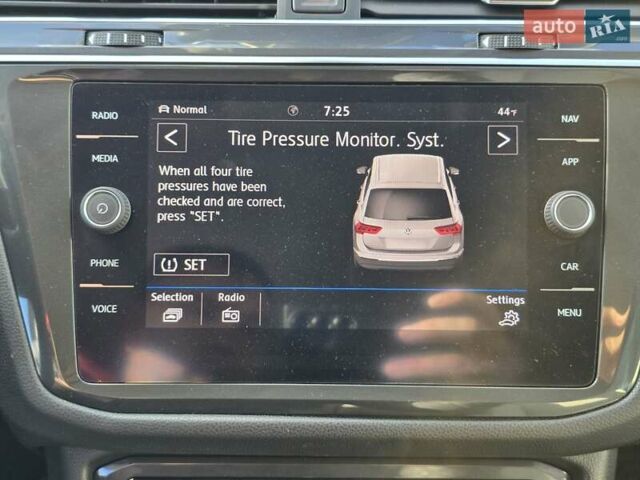 auto RIA
.com
RADIO
MEDIA
PHONE
VOICE
Normal
7:25
44°F
Tire Pressure Monitor. Syst.
When all four tire
pressures have been
checked and are correct,
press "SET".
SET
Selection
Radio
Settings
NAV
APP
CAR
MENU